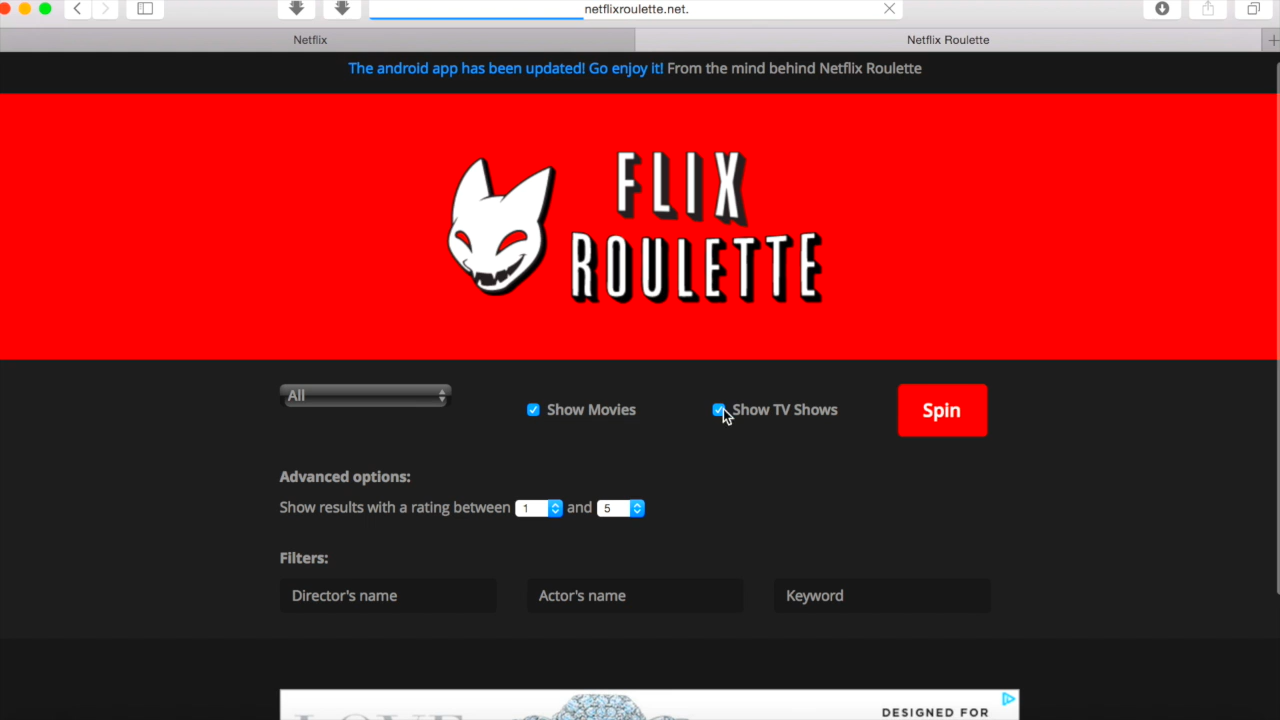 netflixroulette.net.
Netflix
Netflix Roulette
The android app has been updated! Go enjoy it! From the mind behind Netflix Roulette
FLIX
ROULETTE
All
Show Movies
Show TV Shows
Spin
Advanced options:
Show results with a rating between 1 and 5
Filters:
Director's name
Actor's name
Keyword
LOVE
DESIGNED FOR